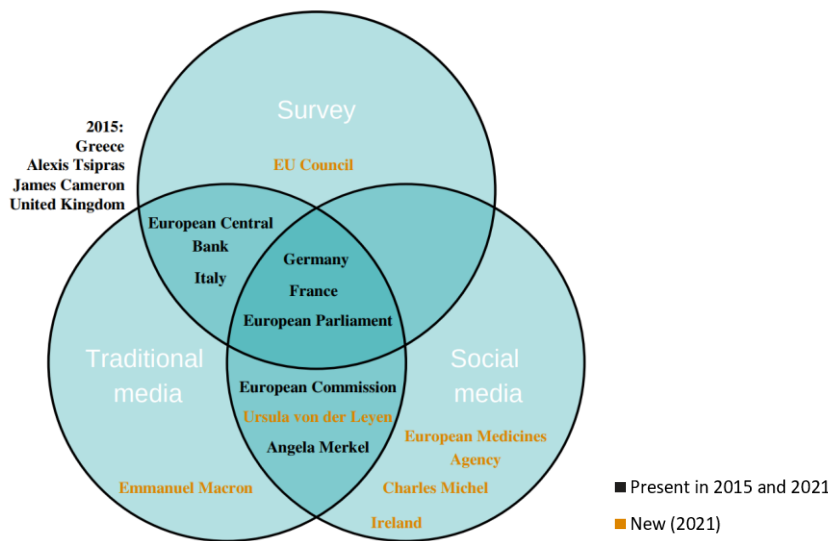 Survey
2015:
Greece
Alexis Tsipras
James Cameron
United Kingdom
EU Council
European Central
Bank
Italy
Germany
France
European Parliament
Traditional
media
Social
media
European Commission
Ursula von der Leyen
Angela Merkel
European Medicines
Agency
Emmanuel Macron
Charles Michel
Ireland
Present in 2015 and 2021
New (2021)